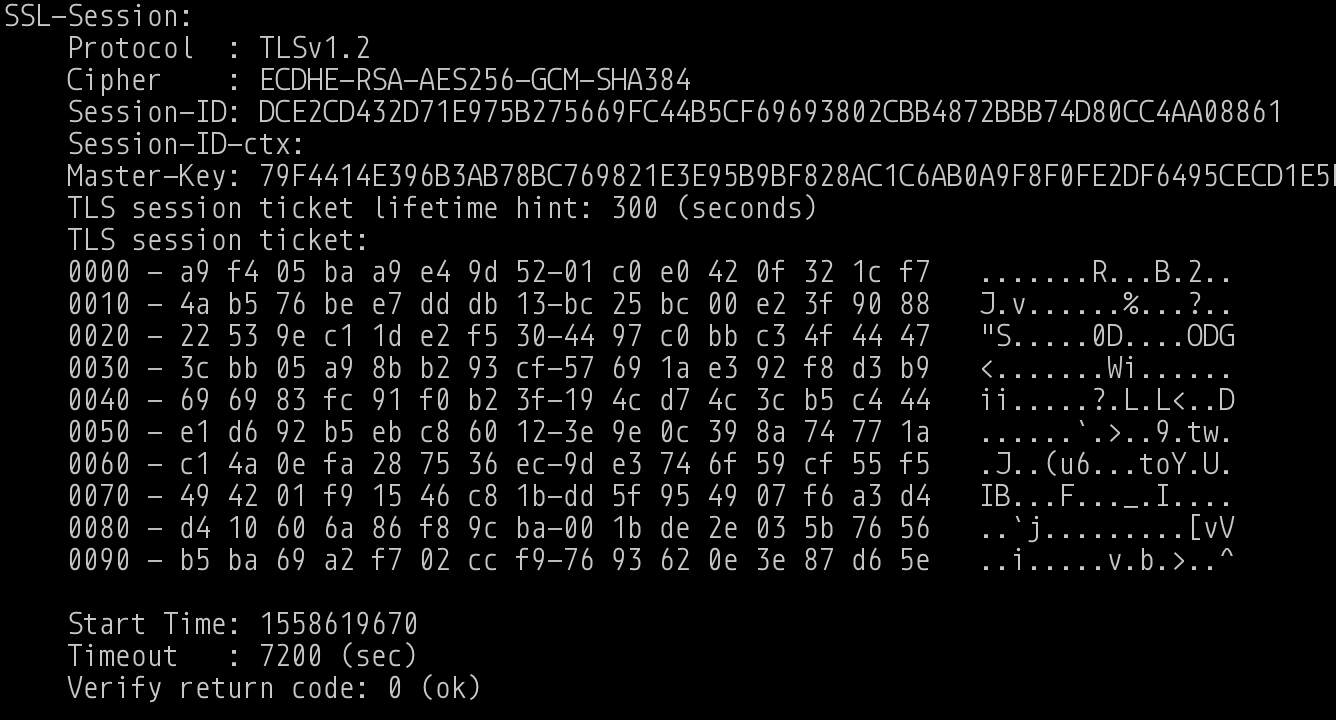 SSL-Session:
    Protocol  : TLSv1.2
    Cipher    : ECDHE-RSA-AES256-GCM-SHA384
    Session-ID: DCE2CD432D71E975B275669FC44B5CF69693802CBB4872BBB74D80CC4AA08861
    Session-ID-ctx:
    Master-Key: 79F4414E396B3AB78BC769821E3E95B9BF828AC1C6AB0A9F8F0FE2DF6495CECD1E5
    TLS session ticket lifetime hint: 300 (seconds)
    TLS session ticket:
    0000 - a9 f4 05 ba a9 e4 9d 52-01 c0 e0 42 0f 32 1c f7   .......R...B.2..
    0010 - 4a b5 76 be e7 dd db 13-bc 25 bc 00 e2 3f 90 88   J.v......%...?..
    0020 - 22 53 9e c1 1d e2 f5 30-44 97 c0 bb c3 4f 44 47   "S.....0D....ODG
    0030 - 3c bb 05 a9 8b b2 93 cf-57 69 1a e3 92 f8 d3 b9   <.......Wi......
    0040 - 69 69 83 fc 91 f0 b2 3f-19 4c d7 4c 3c b5 c4 44   ii.....?.L.L<..D
    0050 - e1 d6 92 b5 eb c8 60 12-3e 9e 0c 39 8a 74 77 1a   ......`.>..9.tw.
    0060 - c1 4a 0e fa 28 75 36 ec-9d e3 74 6f 59 cf 55 f5   .J..(u6...toY.U.
    0070 - 49 42 01 f9 15 46 c8 1b-dd 5f 95 49 07 f6 a3 d4   IB...F..._.I....
    0080 - d4 10 60 6a 86 f8 9c ba-00 1b de 2e 03 5b 76 56   ..`j.........[vV
    0090 - b5 ba 69 a2 f7 02 cc f9-76 93 62 0e 3e 87 d6 5e   ..i.....v.b.>..^
    Start Time: 1558619670
    Timeout   : 7200 (sec)
    Verify return code: 0 (ok)